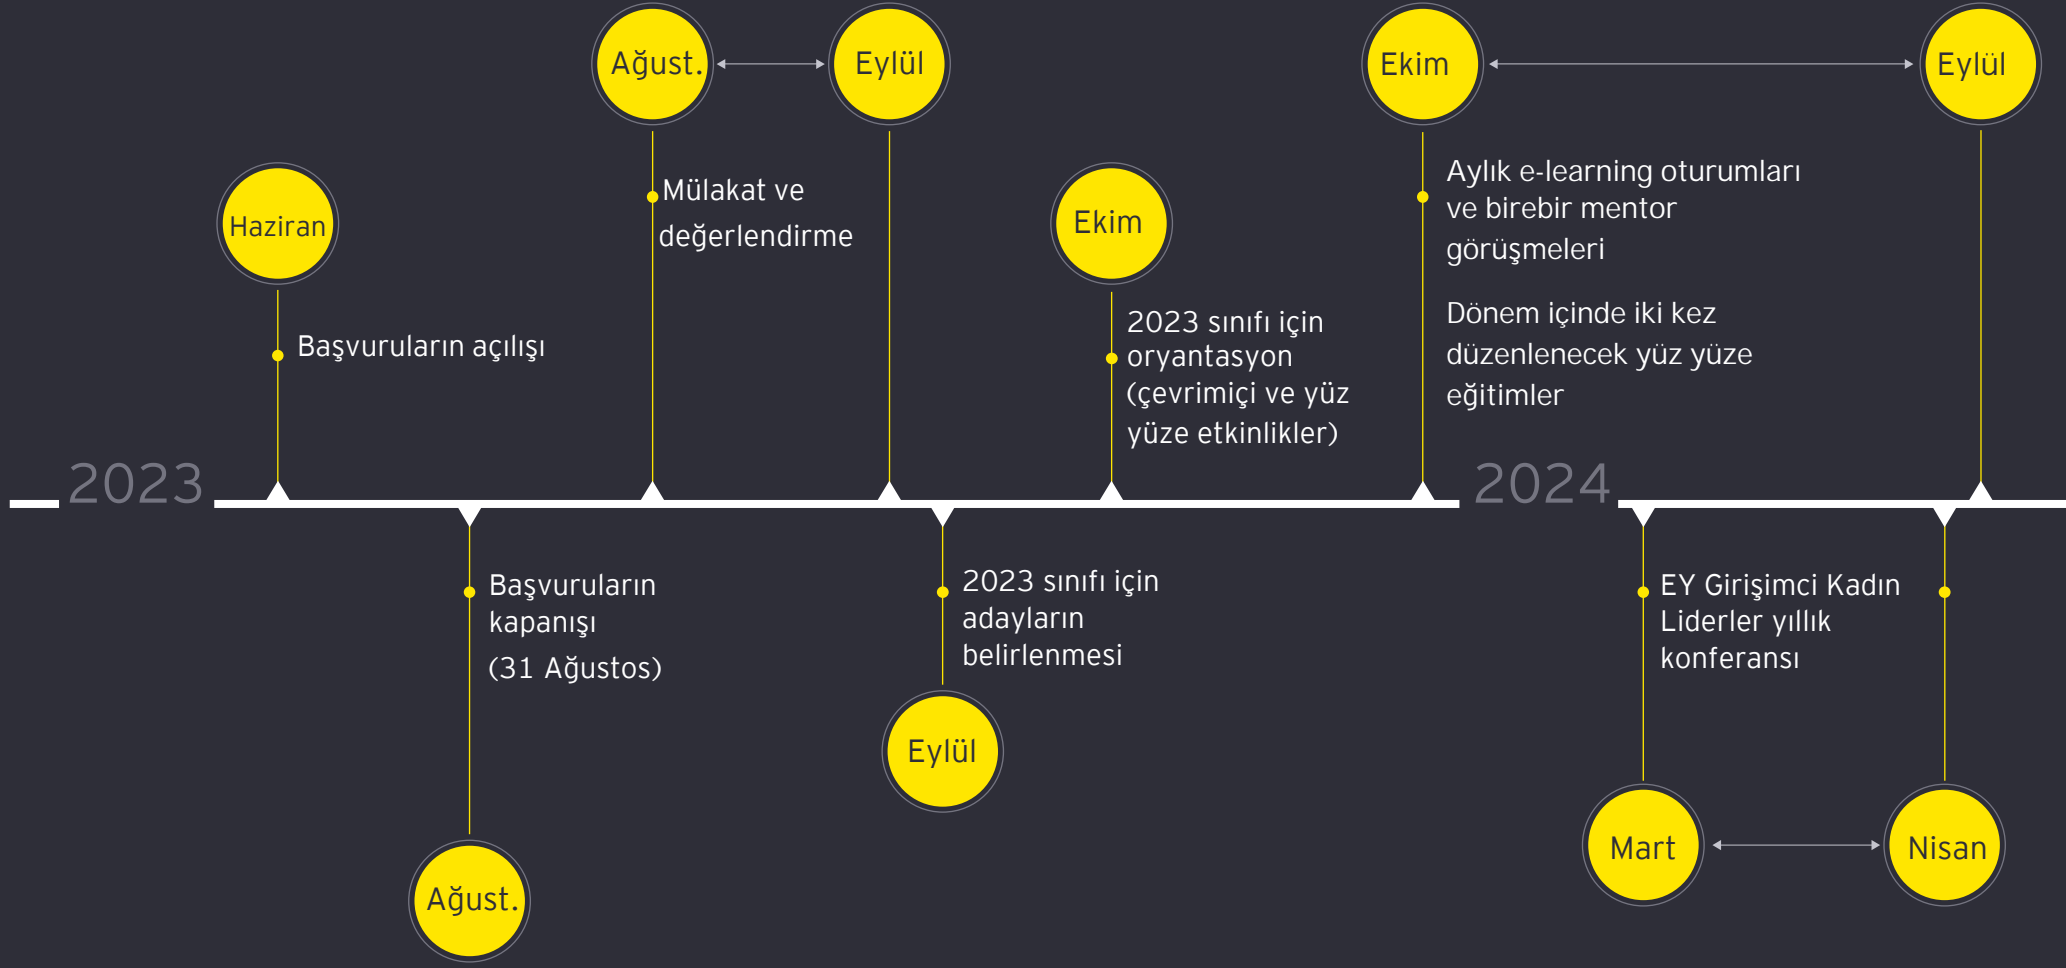 Ağust.
Eylül
Ekim
Eylül
Haziran
Ekim
Mülakat ve
değerlendirme
Aylık e-learning oturumları
ve birebir mentor
görüşmeleri
Başvuruların açılışı
2023 sınıfı için
oryantasyon
(çevrimiçi ve yüz
yüze etkinlikler)
Dönem içinde iki kez
düzenlenecek yüz yüze
eğitimler
2023
2024
Başvuruların
kapanışı
(31 Ağustos)
2023 sınıfı için
adayların
belirlenmesi
EY Girişimci Kadın
Liderler yıllık
konferansı
Eylül
Mart
Nisan
Ağust.